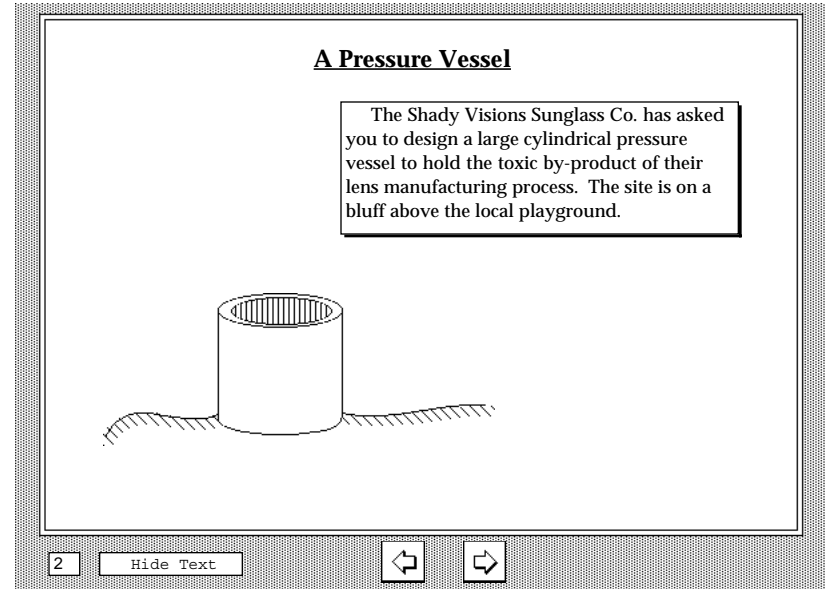 A Pressure Vessel
The Shady Visions Sunglass Co. has asked
you to design a large cylindrical pressure
vessel to hold the toxic by-product of their
lens manufacturing process.  The site is on a
bluff above the local playground.
2
Hide Text